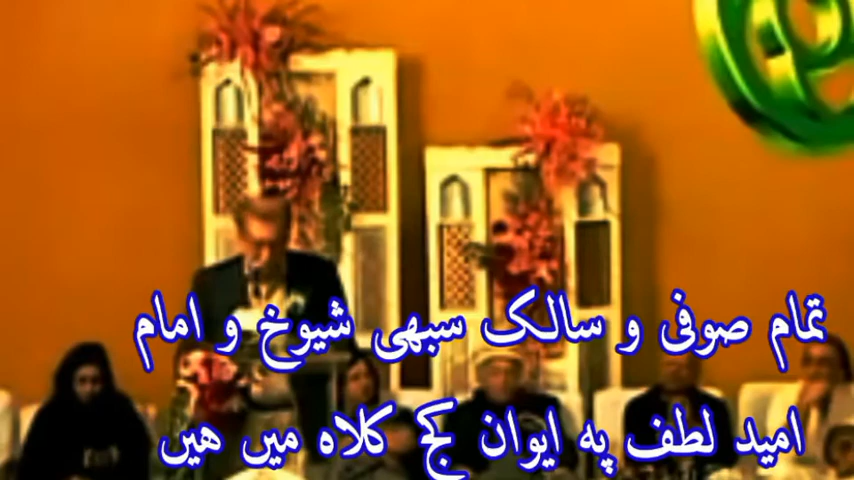 تمام صوفی و سالک سبھی شیوخ و امام
امید لطف پہ ایوان کج کلاہ میں ہیں